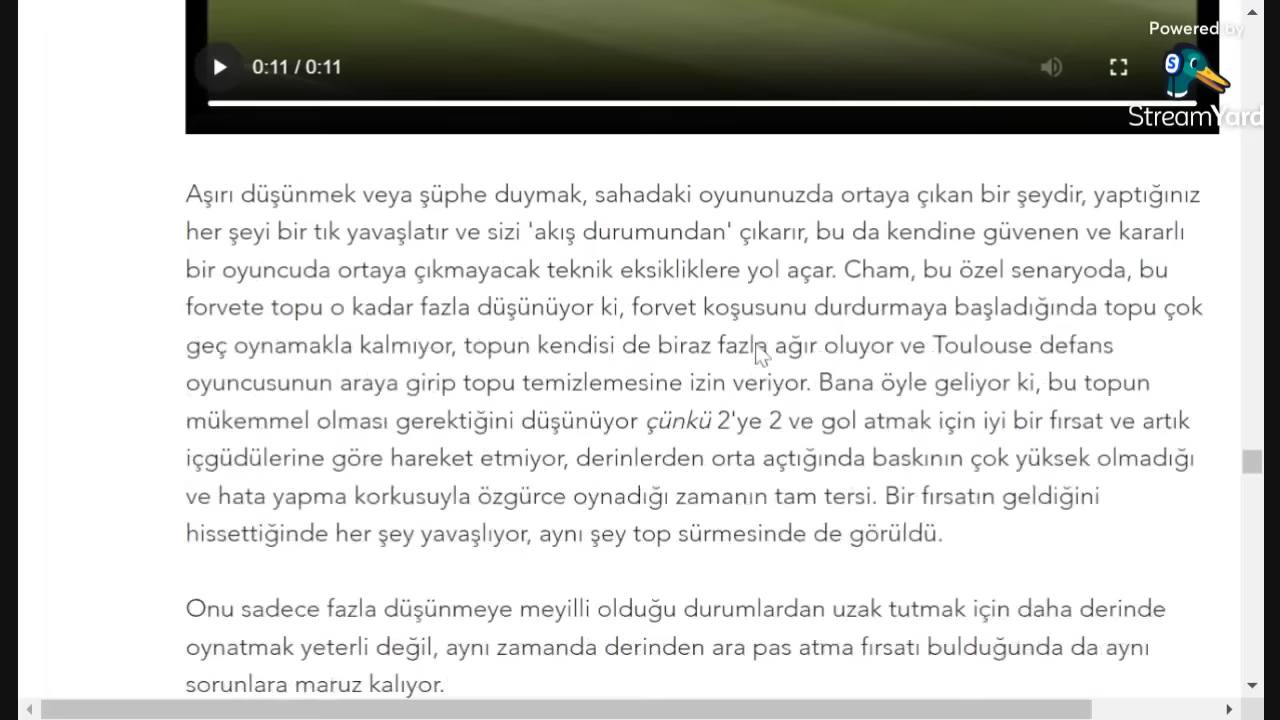 Powered by
0:11 / 0:11
StreamYard
Aşırı düşünmek veya şüphe duymak, sahadaki oyununuzda ortaya çıkan bir şeydir, yaptığınız
her şeyi bir tık yavaşlatır ve sizi 'akış durumundan' çıkarır, bu da kendine güvenen ve kararlı
bir oyuncuda ortaya çıkmayacak teknik eksikliklere yol açar. Cham, bu özel senaryoda, bu
forvete topu o kadar fazla düşünüyor ki, forvet koşusunu durdurmaya başladığında topu çok
geç oynamakla kalmıyor, topun kendisi de biraz fazla ağır oluyor ve Toulouse defans
oyuncusunun araya girip topu temizlemesine izin veriyor. Bana öyle geliyor ki, bu topun
mükemmel olması gerektiğini düşünüyor çünkü 2'ye 2 ve gol atmak için iyi bir fırsat ve artık
içgüdülerine göre hareket etmiyor, derinlerden orta açtığında baskının çok yüksek olmadığı
ve hata yapma korkusuyla özgürce oynadığı zamanın tam tersi. Bir fırsatın geldiğini
hissettiğinde her şey yavaşlıyor, aynı şey top sürmesinde de görüldü.
Onu sadece fazla düşünmeye meyilli olduğu durumlardan uzak tutmak için daha derinde
oynatmak yeterli değil, aynı zamanda derinden ara pas atma fırsatı bulduğunda da aynı
sorunlara maruz kalıyor.